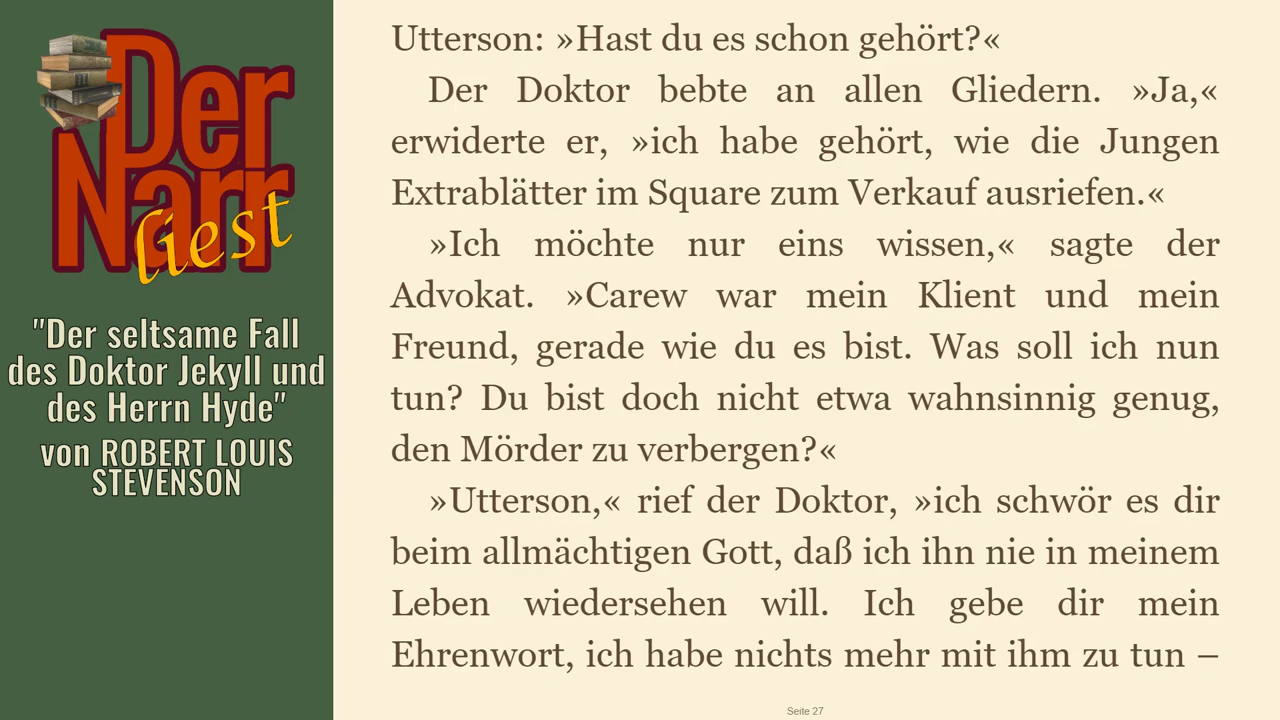 Der
Narr
liest
"Der seltsame Fall
des Doktor Jekyll und
des Herrn Hyde"
von ROBERT LOUIS
STEVENSON
Utterson: »Hast du es schon gehört?«
Der Doktor bebte an allen Gliedern. »Ja,«
erwiderte er, »ich habe gehört, wie die Jungen
Extrablätter im Square zum Verkauf ausriefen.«
»Ich möchte nur eins wissen,« sagte der
Advokat. »Carew war mein Klient und mein
Freund, gerade wie du es bist. Was soll ich nun
tun? Du bist doch nicht etwa wahnsinnig genug,
den Mörder zu verbergen?«
»Utterson,« rief der Doktor, »ich schwör es dir
beim allmächtigen Gott, daß ich ihn nie in meinem
Leben wiedersehen will. Ich gebe dir mein
Ehrenwort, ich habe nichts mehr mit ihm zu tun –
Seite 27